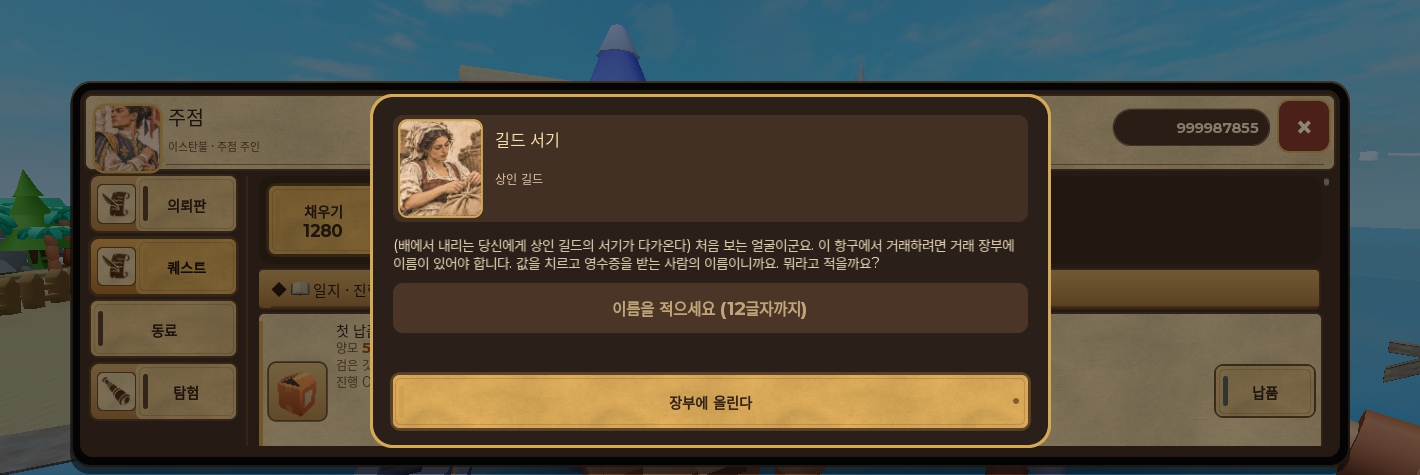 주점
이스탄불 · 주점 주인
999987855
의뢰판
퀘스트
동료
탐험
채우기
1280
일지 · 진
첫 납
양모 5
검은
진행 0
납품
길드 서기
상인 길드
(배에서 내리는 당신에게 상인 길드의 서기가 다가온다) 처음 보는 얼굴이군요. 이 항구에서 거래하려면 거래 장부에
이름이 있어야 합니다. 값을 치르고 영수증을 받는 사람의 이름이니까요. 뭐라고 적을까요?
이름을 적으세요 (12글자까지)
장부에 올린다